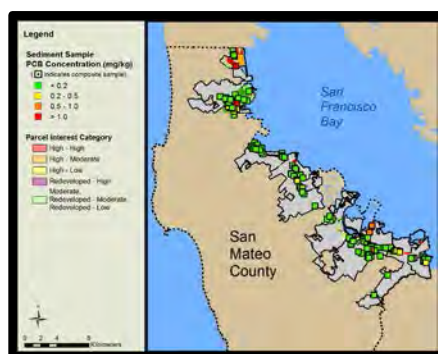 Legend
Sediment Sample
PCB Concentration (mg/kg)
indicates composite sample)
< 0.2
0.2 - 0.5
0.5 - 1.0
> 1.0
Parcel Interest Category
High - High
High - Moderate
High - Low
Redeveloped - High
Moderate,
Redeveloped - Moderate,
Redeveloped - Low
Kilometers
San
Francisco
Bay
San
Mateo
County